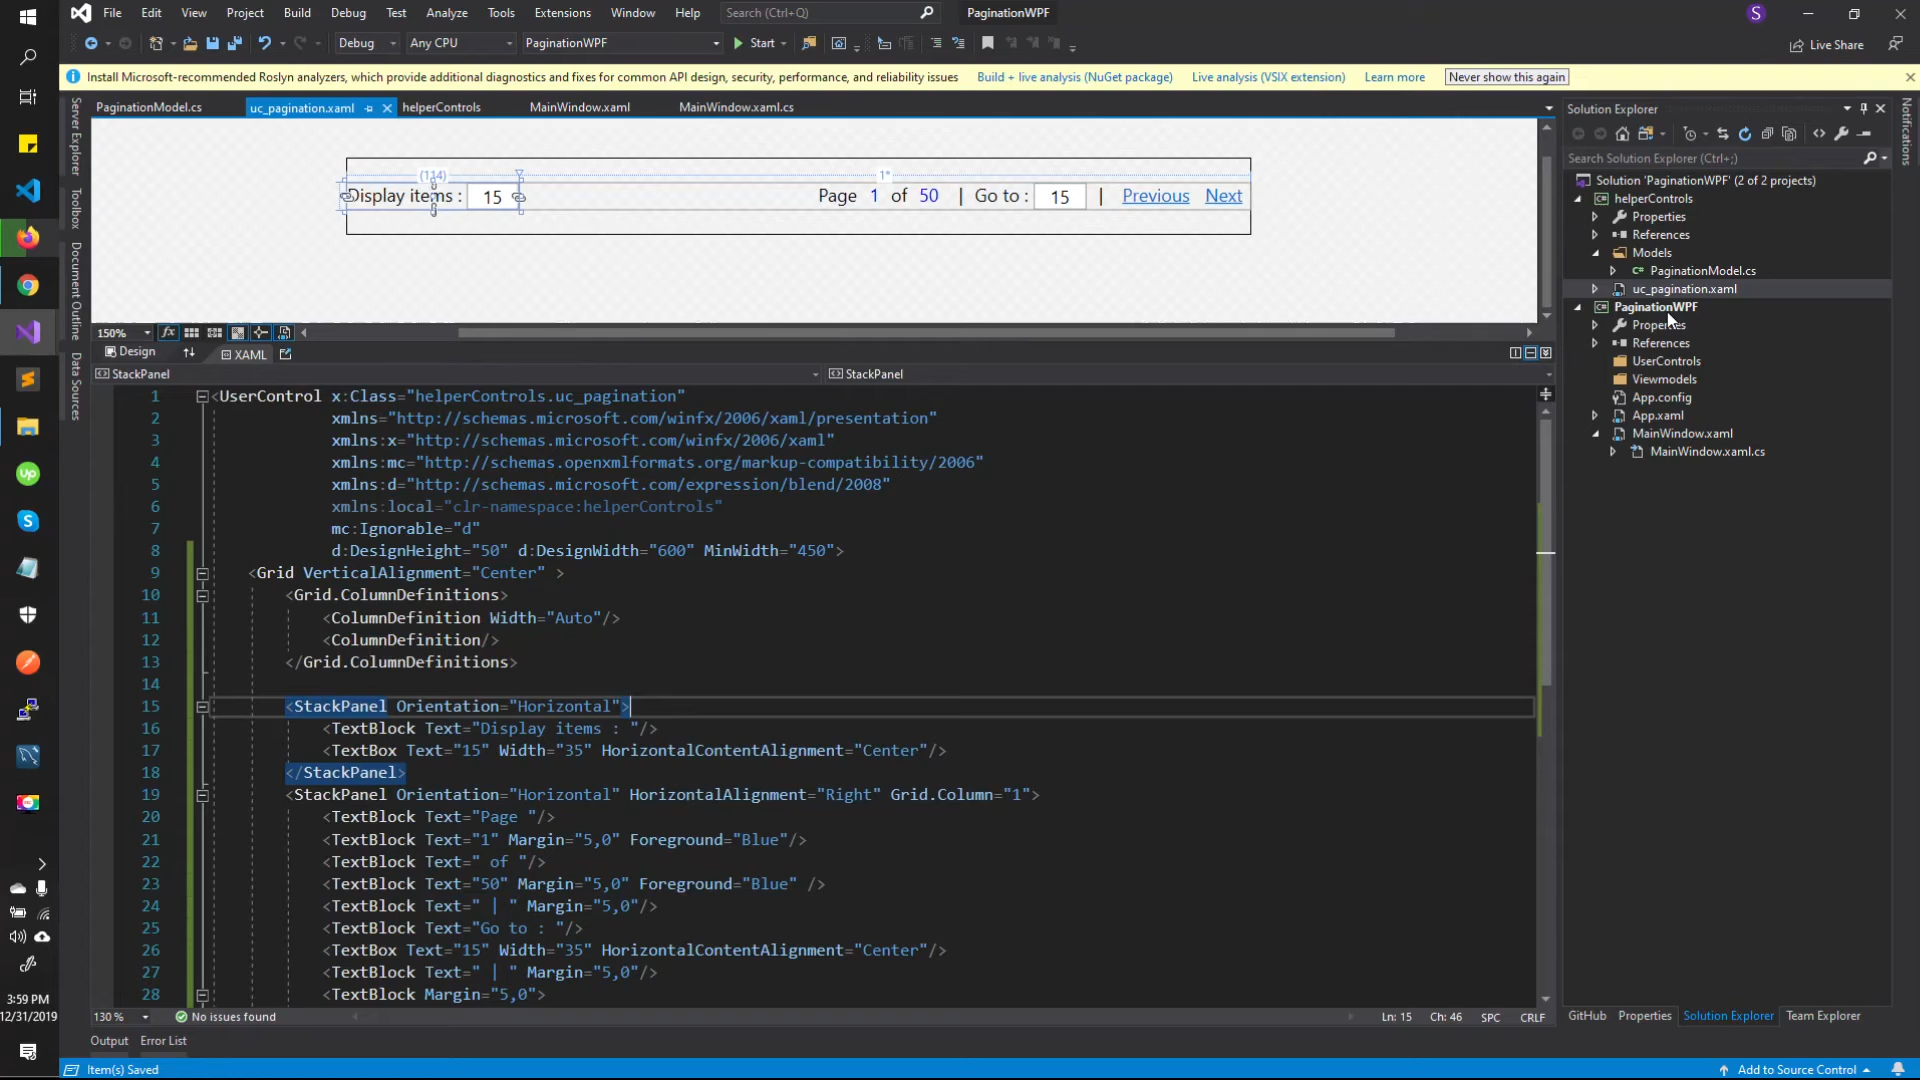 File Edit View Project Build Debug Test Analyze Tools Extensions Window Help Search (Ctrl+Q) PaginationWPF S
Debug Any CPU PaginationWPF Start Live Share
Install Microsoft-recommended Roslyn analyzers, which provide additional diagnostics and fixes for common API design, security, performance, and reliability issues Build + live analysis (NuGet package) Live analysis (VSIX extension) Learn more Never show this again
PaginationModel.cs uc_pagination.xaml helperControls MainWindow.xaml MainWindow.xaml.cs
Server Explorer
Toolbox
Document Outline
Data Sources
(114) 1*
Display items : 15 Page 1 of 50 | Go to : 15 | Previous Next
150% fx
Design XAML
StackPanel StackPanel
1 <UserControl x:Class="helperControls.uc_pagination"
2 xmlns="http://schemas.microsoft.com/winfx/2006/xaml/presentation"
3 xmlns:x="http://schemas.microsoft.com/winfx/2006/xaml"
4 xmlns:mc="http://schemas.openxmlformats.org/markup-compatibility/2006"
5 xmlns:d="http://schemas.microsoft.com/expression/blend/2008"
6 xmlns:local="clr-namespace:helperControls"
7 mc:Ignorable="d"
8 d:DesignHeight="50" d:DesignWidth="600" MinWidth="450">
9 <Grid VerticalAlignment="Center" >
10 <Grid.ColumnDefinitions>
11 <ColumnDefinition Width="Auto"/>
12 <ColumnDefinition/>
13 </Grid.ColumnDefinitions>
14
15 <StackPanel Orientation="Horizontal">
16 <TextBlock Text="Display items : "/>
17 <TextBox Text="15" Width="35" HorizontalContentAlignment="Center"/>
18 </StackPanel>
19 <StackPanel Orientation="Horizontal" HorizontalAlignment="Right" Grid.Column="1">
20 <TextBlock Text="Page "/>
21 <TextBlock Text="1" Margin="5,0" Foreground="Blue"/>
22 <TextBlock Text=" of "/>
23 <TextBlock Text="50" Margin="5,0" Foreground="Blue" />
24 <TextBlock Text=" | " Margin="5,0"/>
25 <TextBlock Text="Go to : "/>
26 <TextBox Text="15" Width="35" HorizontalContentAlignment="Center"/>
27 <TextBlock Text=" | " Margin="5,0"/>
28 <TextBlock Margin="5,0">
130 % No issues found Ln: 15 Ch: 46 SPC CRLF
Output Error List
Item(s) Saved Add to Source Control
Solution Explorer
Search Solution Explorer (Ctrl+;)
Solution 'PaginationWPF' (2 of 2 projects)
helperControls
Properties
References
Models
C# PaginationModel.cs
uc_pagination.xaml
PaginationWPF
Properties
References
UserControls
Viewmodels
App.config
App.xaml
MainWindow.xaml
MainWindow.xaml.cs
GitHub Properties Solution Explorer Team Explorer
Notifications
Up
3:59 PM
12/31/2019